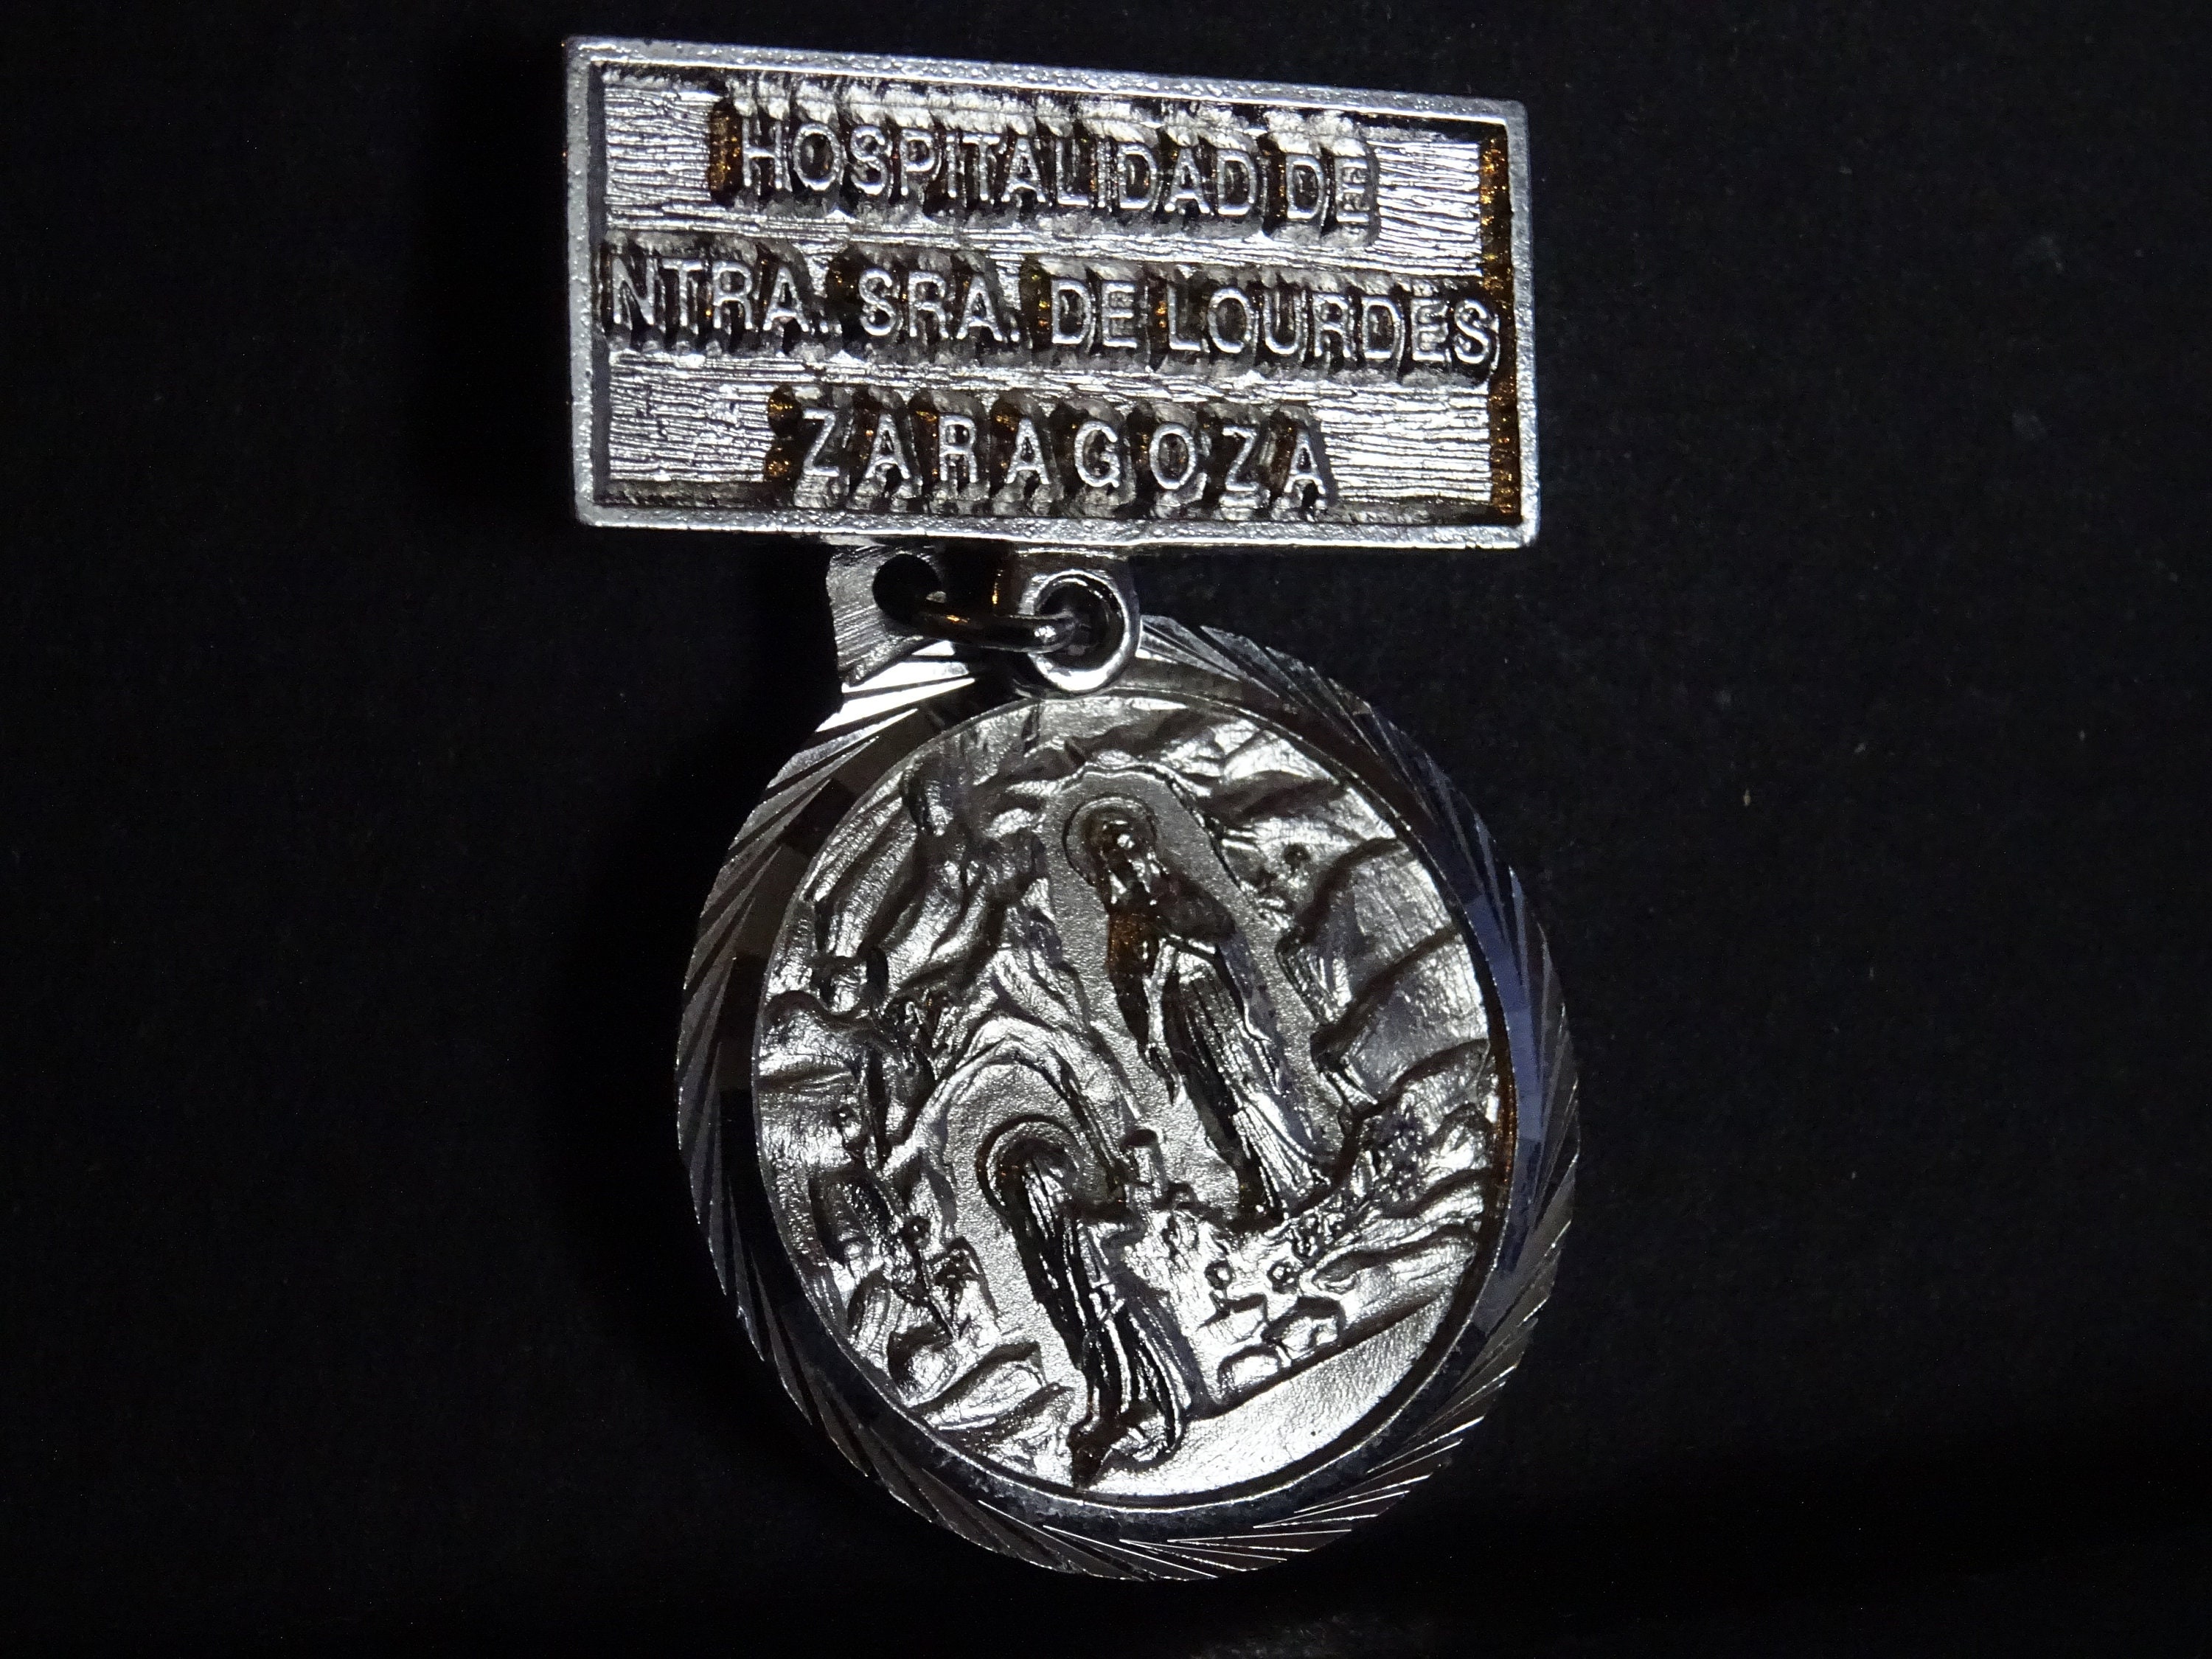 HOSPITALIDAD DE
NTRA. SRA. DE LOURDES
ZARAGOZA